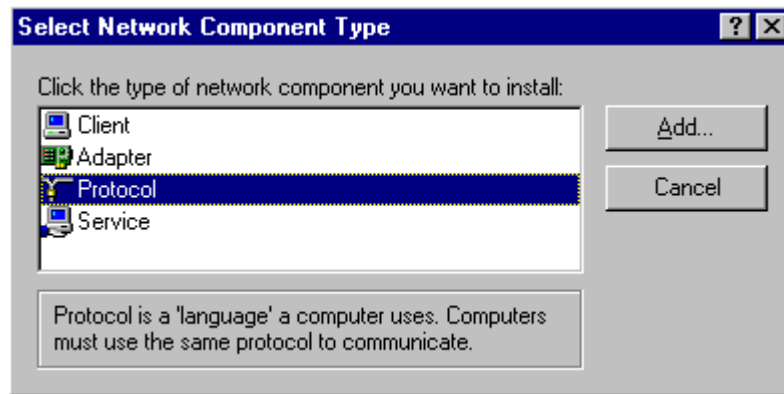 Select Network Component Type
Click the type of network component you want to install:
Client
Adapter
Protocol
Service
Add...
Cancel
Protocol is a 'language' a computer uses. Computers
must use the same protocol to communicate.